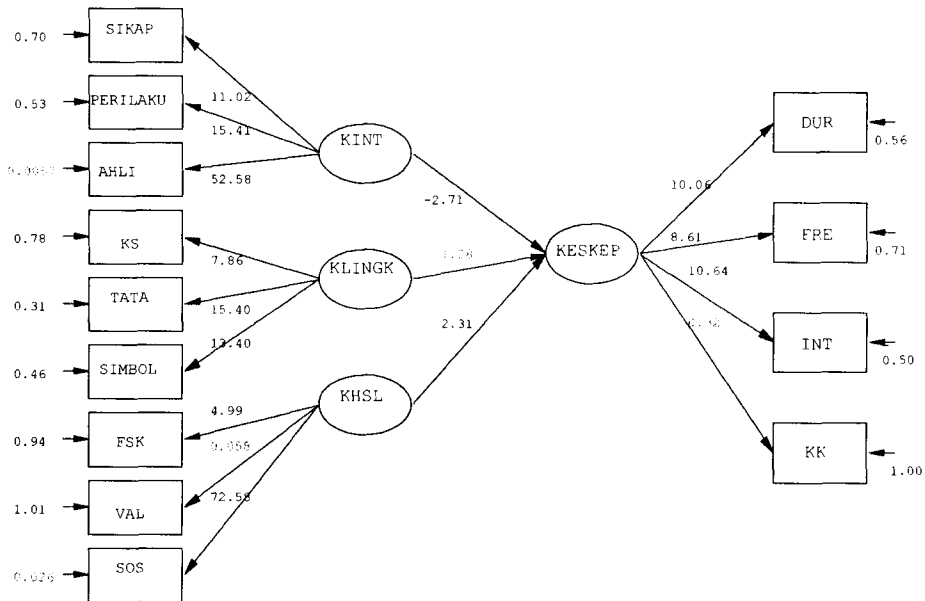 SIKAP
0.70
PERILAKU
0.53
AHLI
KS
0.78
TATA
0.31
SIMBOL
0.46
FSK
0.94
VAL
1.01
SOS
11.02
15.41
52.58
7.86
15.40
13.40
4.99
72.58
KINT
KLINGK
KHSL
-2.71
2.31
KESKEP
10.06
8.61
10.64
DUR
0.56
FRE
0.71
INT
0.50
KK
1.00